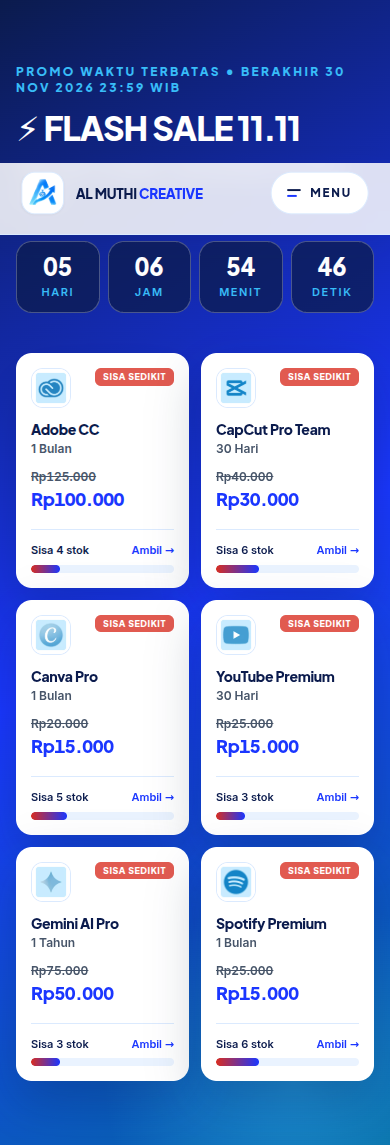 PROMO WAKTU TERBATAS ● BERAKHIR 30
NOV 2026 23:59 WIB
⚡ FLASH SALE 11.11
AL MUTHI CREATIVE
MENU
05 06 54 46
HARI JAM MENIT DETIK
SISA SEDIKIT SISA SEDIKIT
Adobe CC CapCut Pro Team
1 Bulan 30 Hari
Rp125.000 Rp40.000
Rp100.000 Rp30.000
Sisa 4 stok Ambil → Sisa 6 stok Ambil →
SISA SEDIKIT SISA SEDIKIT
Canva Pro YouTube Premium
1 Bulan 30 Hari
Rp20.000 Rp25.000
Rp15.000 Rp15.000
Sisa 5 stok Ambil → Sisa 3 stok Ambil →
SISA SEDIKIT SISA SEDIKIT
Gemini AI Pro Spotify Premium
1 Tahun 1 Bulan
Rp75.000 Rp25.000
Rp50.000 Rp15.000
Sisa 3 stok Ambil → Sisa 6 stok Ambil →